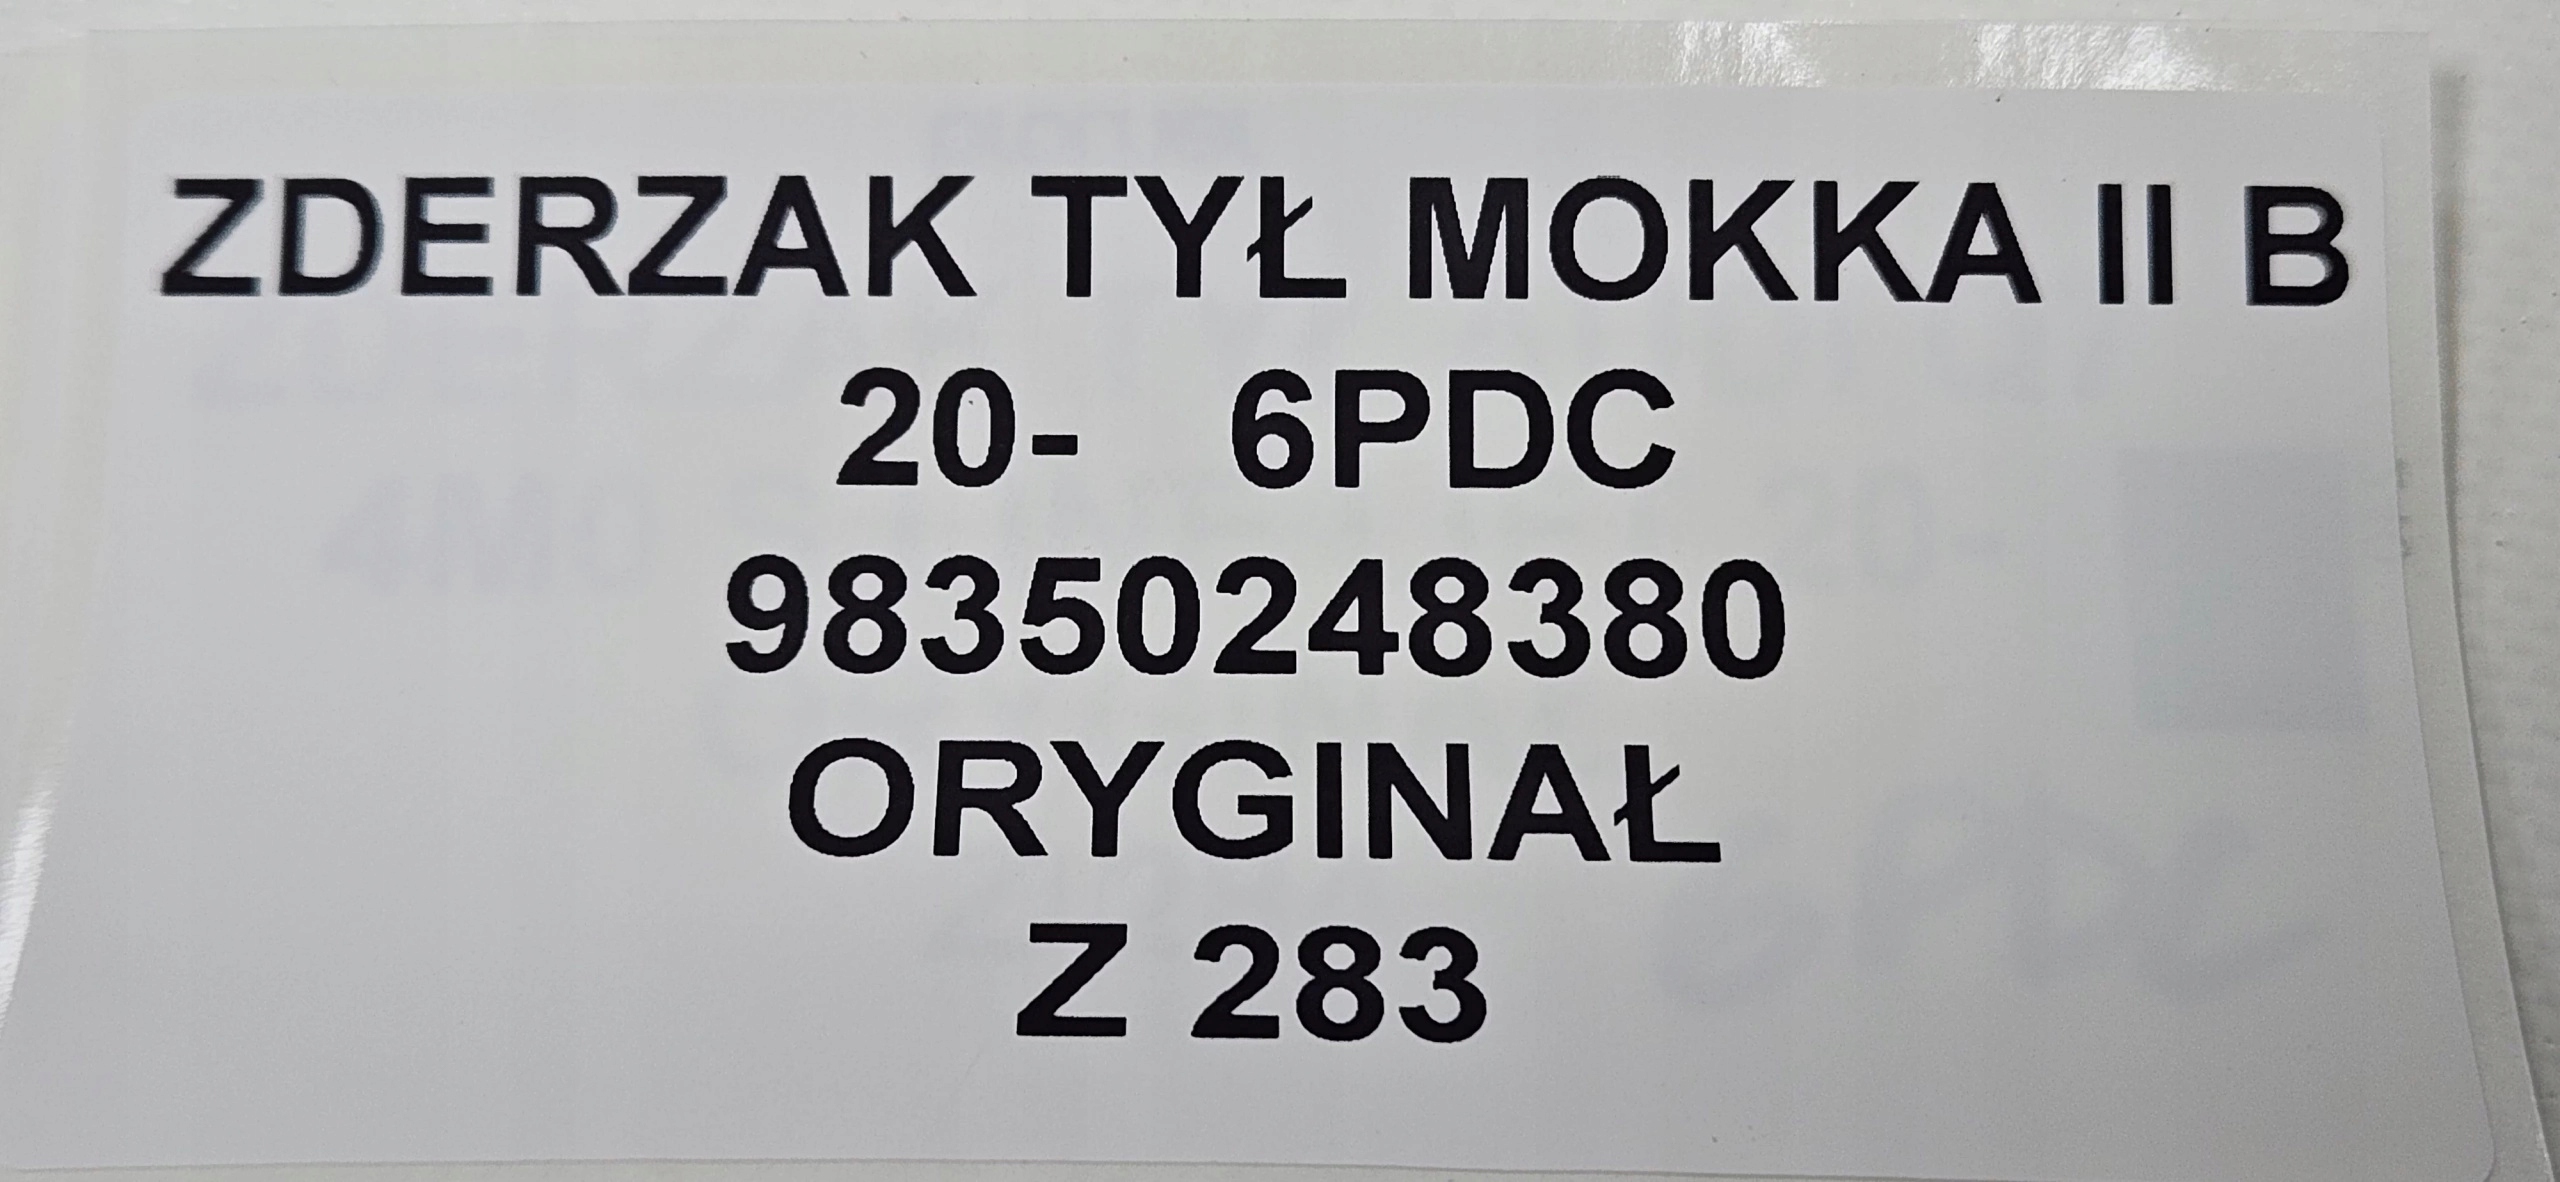 ZDERZAK TYŁ MOKKA II B
20- 6PDC
98350248380
ORYGINAŁ
Z 283